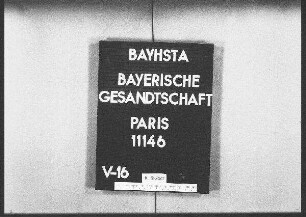 BAYHSTA
BAYERISCHE
GESANDTSCHAFT
PARIS
11146
V-16